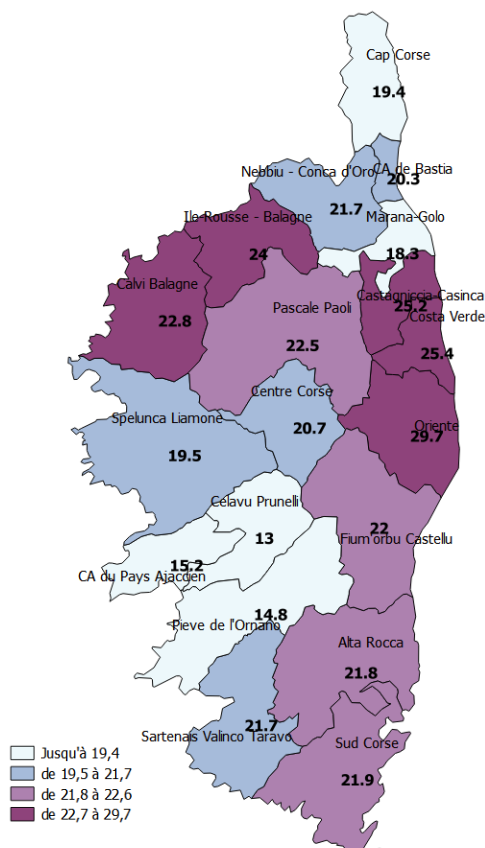 Cap Corse
19.4
Nebbiu - Conca d'Oro
CA de Bastia
20.3
21.7
Ile-Rousse - Balagne
Marana-Golo
24
18.3
Calvi Balagne
Castagniccia-Casinca
25.2
Pascale Paoli
Costa Verde
22.8
22.5
25.4
Centre Corse
Spelunca Liamone
Oriente
20.7
29.7
19.5
Celavu Prunelli
22
13
Fium'orbu Castellu
15.2
CA du Pays Ajaccien
14.8
Pieve de l'Ornano
Alta Rocca
21.8
21.7
Sartenais Valinco Taravo
Sud Corse
21.9
Jusqu'à 19,4
de 19,5 à 21,7
de 21,8 à 22,6
de 22,7 à 29,7